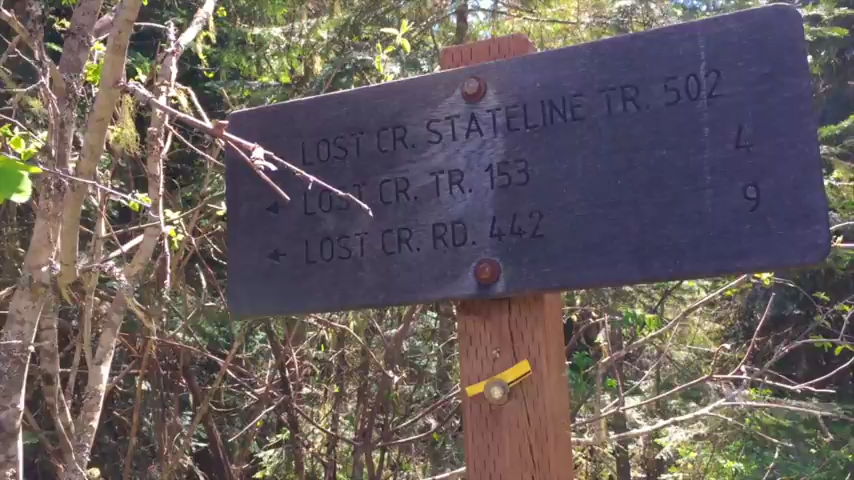 LOST CR. STATELINE TR. 502
← LOST CR. TR. 153 4
← LOST CR. RD. 442 9